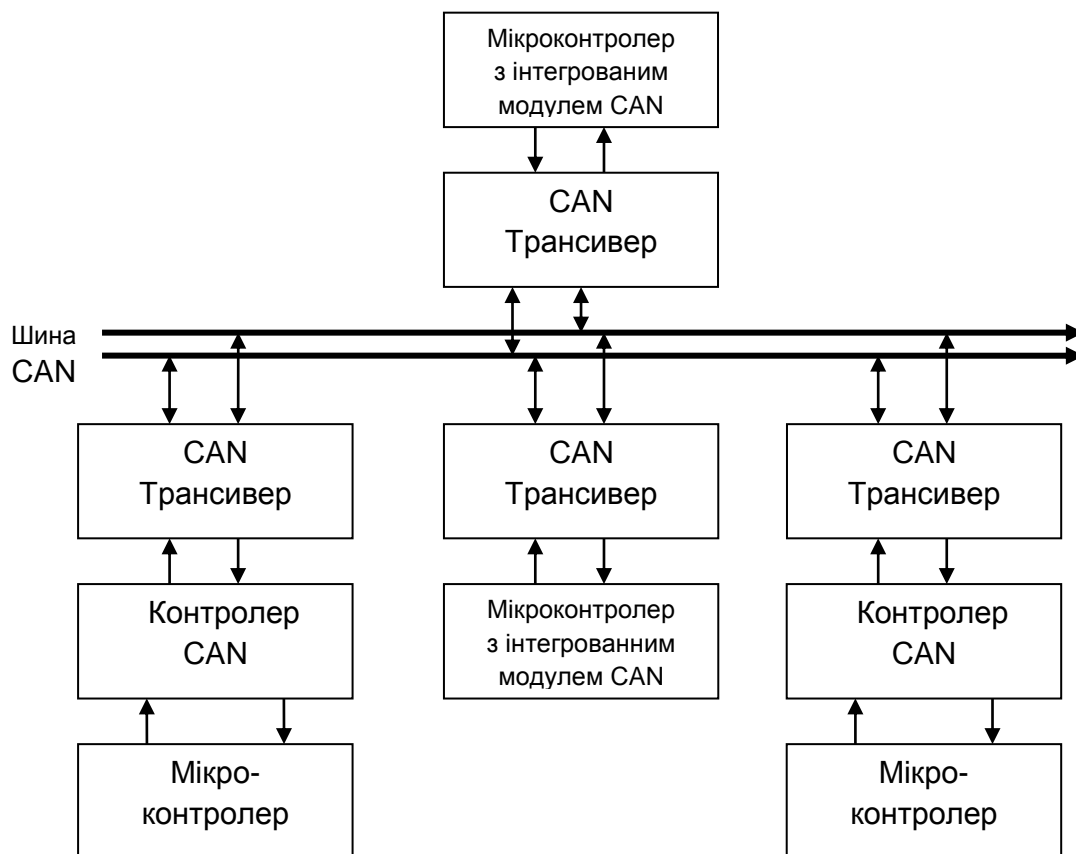 Мікроконтролер
з інтегрованим
модулем CAN
CAN
Трансивер
Шина
CAN
CAN
Трансивер
CAN
Трансивер
CAN
Трансивер
Контролер
CAN
Мікроконтролер
з інтегрованним
модулем CAN
Контролер
CAN
Мікро-
контролер
Мікро-
контролер